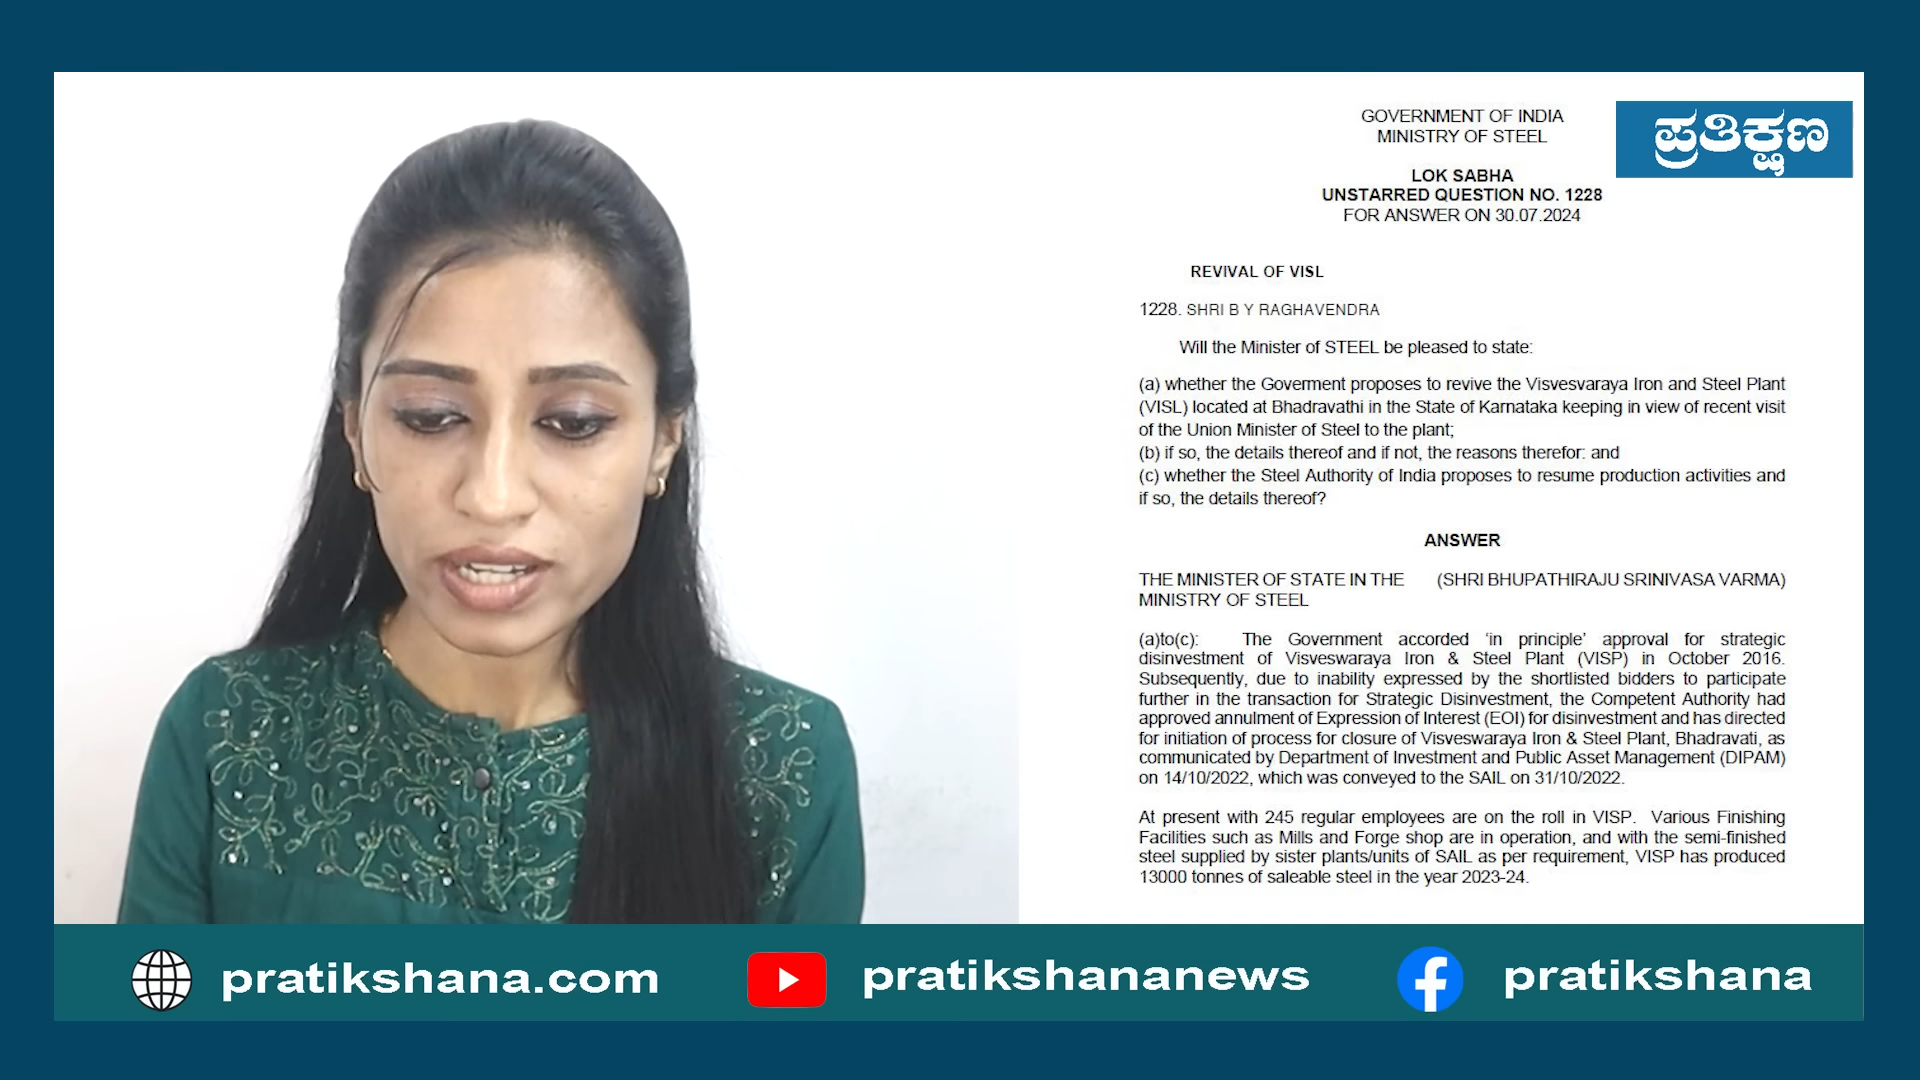 GOVERNMENT OF INDIA
MINISTRY OF STEEL
ಪ್ರತಿಕ್ಷಣ
LOK SABHA
UNSTARRED QUESTION NO. 1228
FOR ANSWER ON 30.07.2024
REVIVAL OF VISL
1228. SHRI B Y RAGHAVENDRA
Will the Minister of STEEL be pleased to state:
(a) whether the Goverment proposes to revive the Visvesvaraya Iron and Steel Plant
(VISL) located at Bhadravathi in the State of Karnataka keeping in view of recent visit
of the Union Minister of Steel to the plant;
(b) if so, the details thereof and if not, the reasons therefor: and
(c) whether the Steel Authority of India proposes to resume production activities and
if so, the details thereof?
ANSWER
THE MINISTER OF STATE IN THE (SHRI BHUPATHIRAJU SRINIVASA VARMA)
MINISTRY OF STEEL
(a)to(c): The Government accorded ‘in principle’ approval for strategic
disinvestment of Visveswaraya Iron & Steel Plant (VISP) in October 2016.
Subsequently, due to inability expressed by the shortlisted bidders to participate
further in the transaction for Strategic Disinvestment, the Competent Authority had
approved annulment of Expression of Interest (EOI) for disinvestment and has directed
for initiation of process for closure of Visveswaraya Iron & Steel Plant, Bhadravati, as
communicated by Department of Investment and Public Asset Management (DIPAM)
on 14/10/2022, which was conveyed to the SAIL on 31/10/2022.
At present with 245 regular employees are on the roll in VISP. Various Finishing
Facilities such as Mills and Forge shop are in operation, and with the semi-finished
steel supplied by sister plants/units of SAIL as per requirement, VISP has produced
13000 tonnes of saleable steel in the year 2023-24.
pratikshana.com
pratikshananews
pratikshana